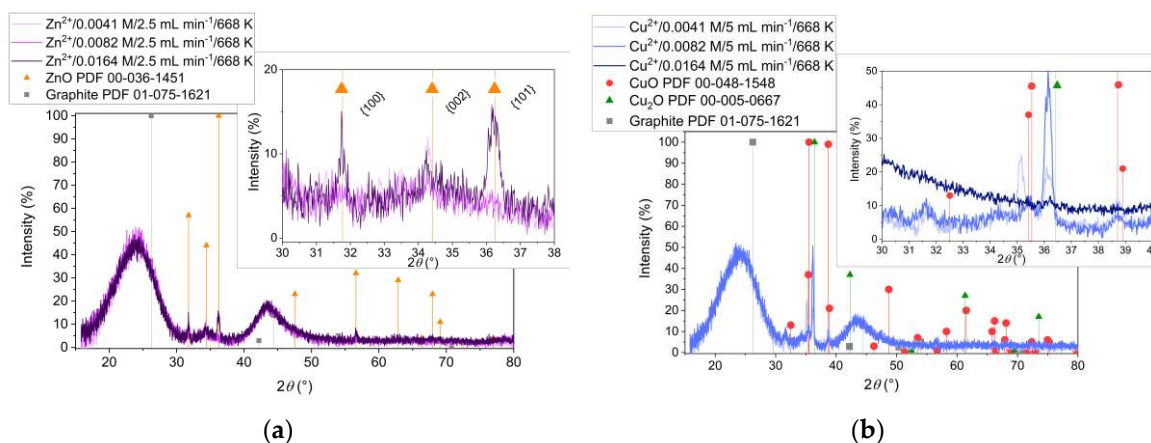 Zn²⁺/0.0041 M/2.5 mL min⁻¹/668 K
Zn²⁺/0.0082 M/2.5 mL min⁻¹/668 K
Zn²⁺/0.0164 M/2.5 mL min⁻¹/668 K
ZnO PDF 00-036-1451
Graphite PDF 01-075-1621
Intensity (%)
100
90
80
70
60
50
40
30
20
10
0
20 30 40 50 60 70 80
2θ (°)
Intensity (%)
20
10
0
{100} {002} {101}
30 31 32 33 34 35 36 37 38
2θ (°)
(a)
Cu²⁺/0.0041 M/5 mL min⁻¹/668 K
Cu²⁺/0.0082 M/5 mL min⁻¹/668 K
Cu²⁺/0.0164 M/5 mL min⁻¹/668 K
CuO PDF 00-048-1548
Cu₂O PDF 00-005-0667
Graphite PDF 01-075-1621
Intensity (%)
100
90
80
70
60
50
40
30
20
10
0
20 30 40 50 60 70 80
2θ (°)
Intensity (%)
50
40
30
20
10
0
30 31 32 33 34 35 36 37 38 39
2θ (°)
(b)